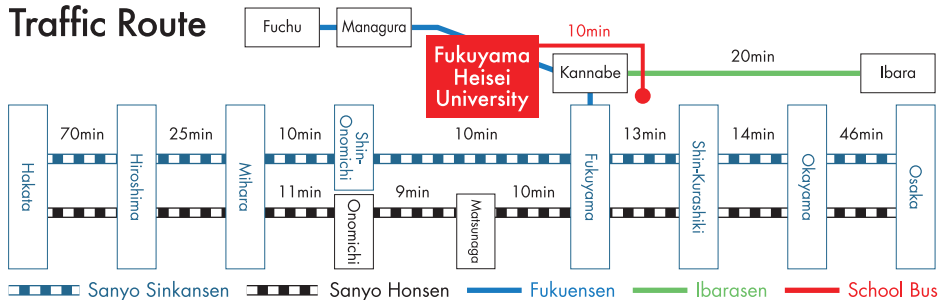 Traffic Route
Fuchu
Managura
10min
Fukuyama
Heisei
University
Kannabe
20min
Ibara
70min
25min
10min
10min
13min
14min
46min
Hakata
Hiroshima
Mihara
Shin-
Onomichi
Fukuyama
Shin-Kurashiki
Okayama
Osaka
11min
9min
10min
Onomichi
Matsunaga
Sanyo Sinkansen
Sanyo Honsen
Fukuensen
Ibarasen
School Bus